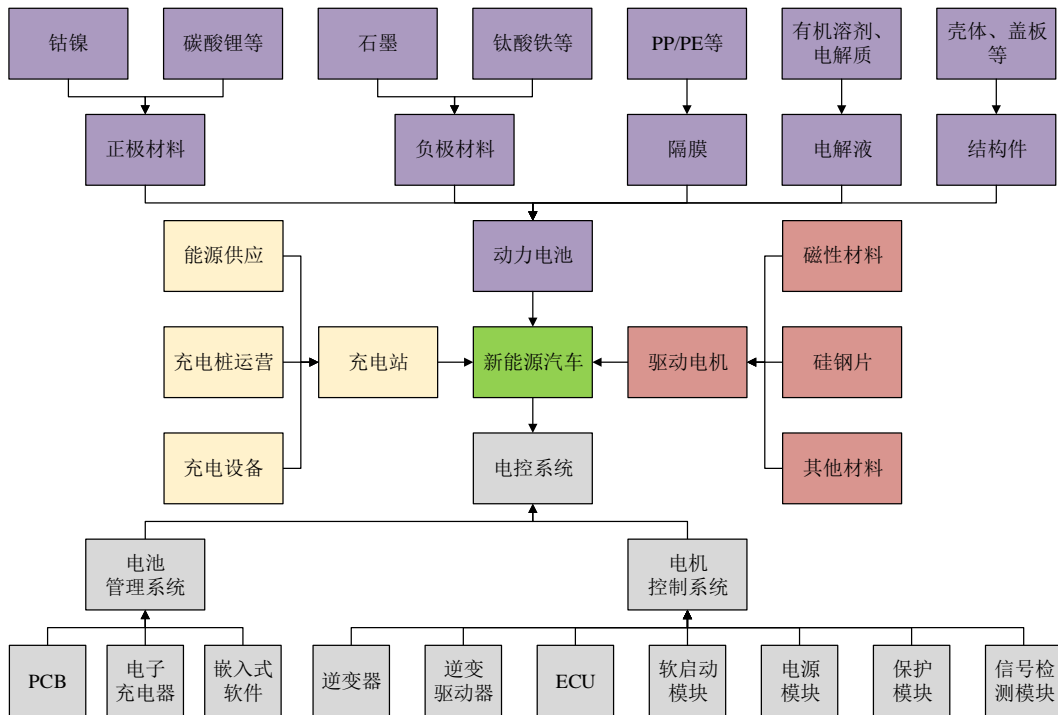 钴镍
碳酸锂等
石墨
钛酸铁等
PP/PE等
有机溶剂、
电解质
壳体、盖板
等
正极材料
负极材料
隔膜
电解液
结构件
能源供应
动力电池
磁性材料
充电桩运营
充电站
新能源汽车
驱动电机
硅钢片
充电设备
电控系统
其他材料
电池
管理系统
电机
控制系统
PCB
电子
充电器
嵌入式
软件
逆变器
逆变
驱动器
ECU
软启动
模块
电源
模块
保护
模块
信号检
测模块